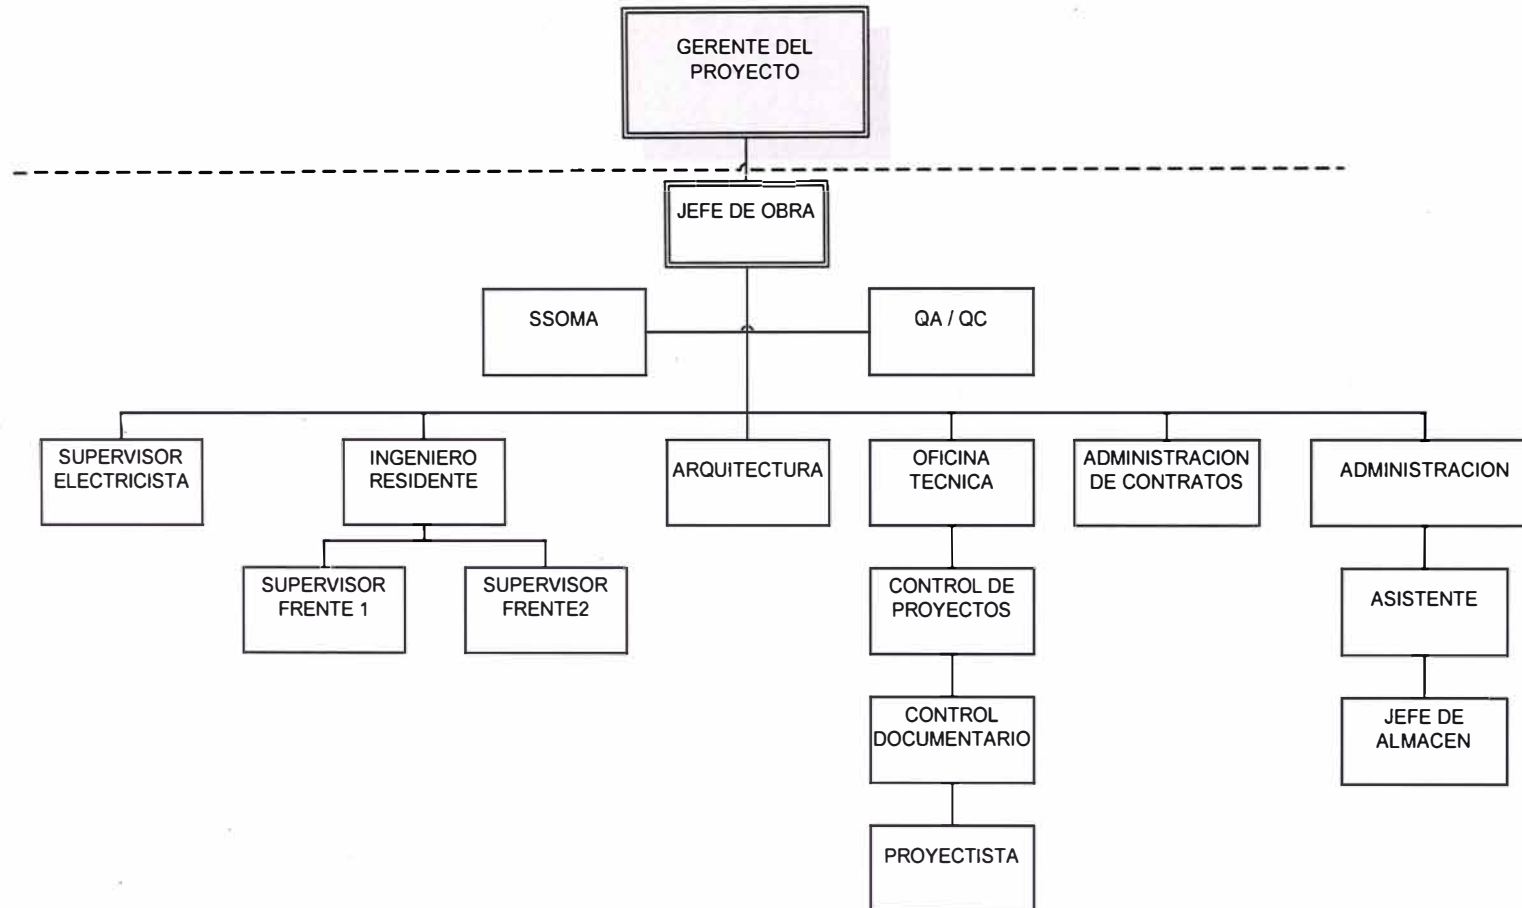 GERENTE DEL
PROYECTO
JEFE DE OBRA
SSOMA
QA / QC
SUPERVISOR
ELECTRICISTA
INGENIERO
RESIDENTE
ARQUITECTURA
OFICINA
TECNICA
ADMINISTRACION
DE CONTRATOS
ADMINISTRACION
SUPERVISOR
FRENTE 1
SUPERVISOR
FRENTE2
CONTROL DE
PROYECTOS
ASISTENTE
CONTROL
DOCUMENTARIO
JEFE DE
ALMACEN
PROYECTISTA